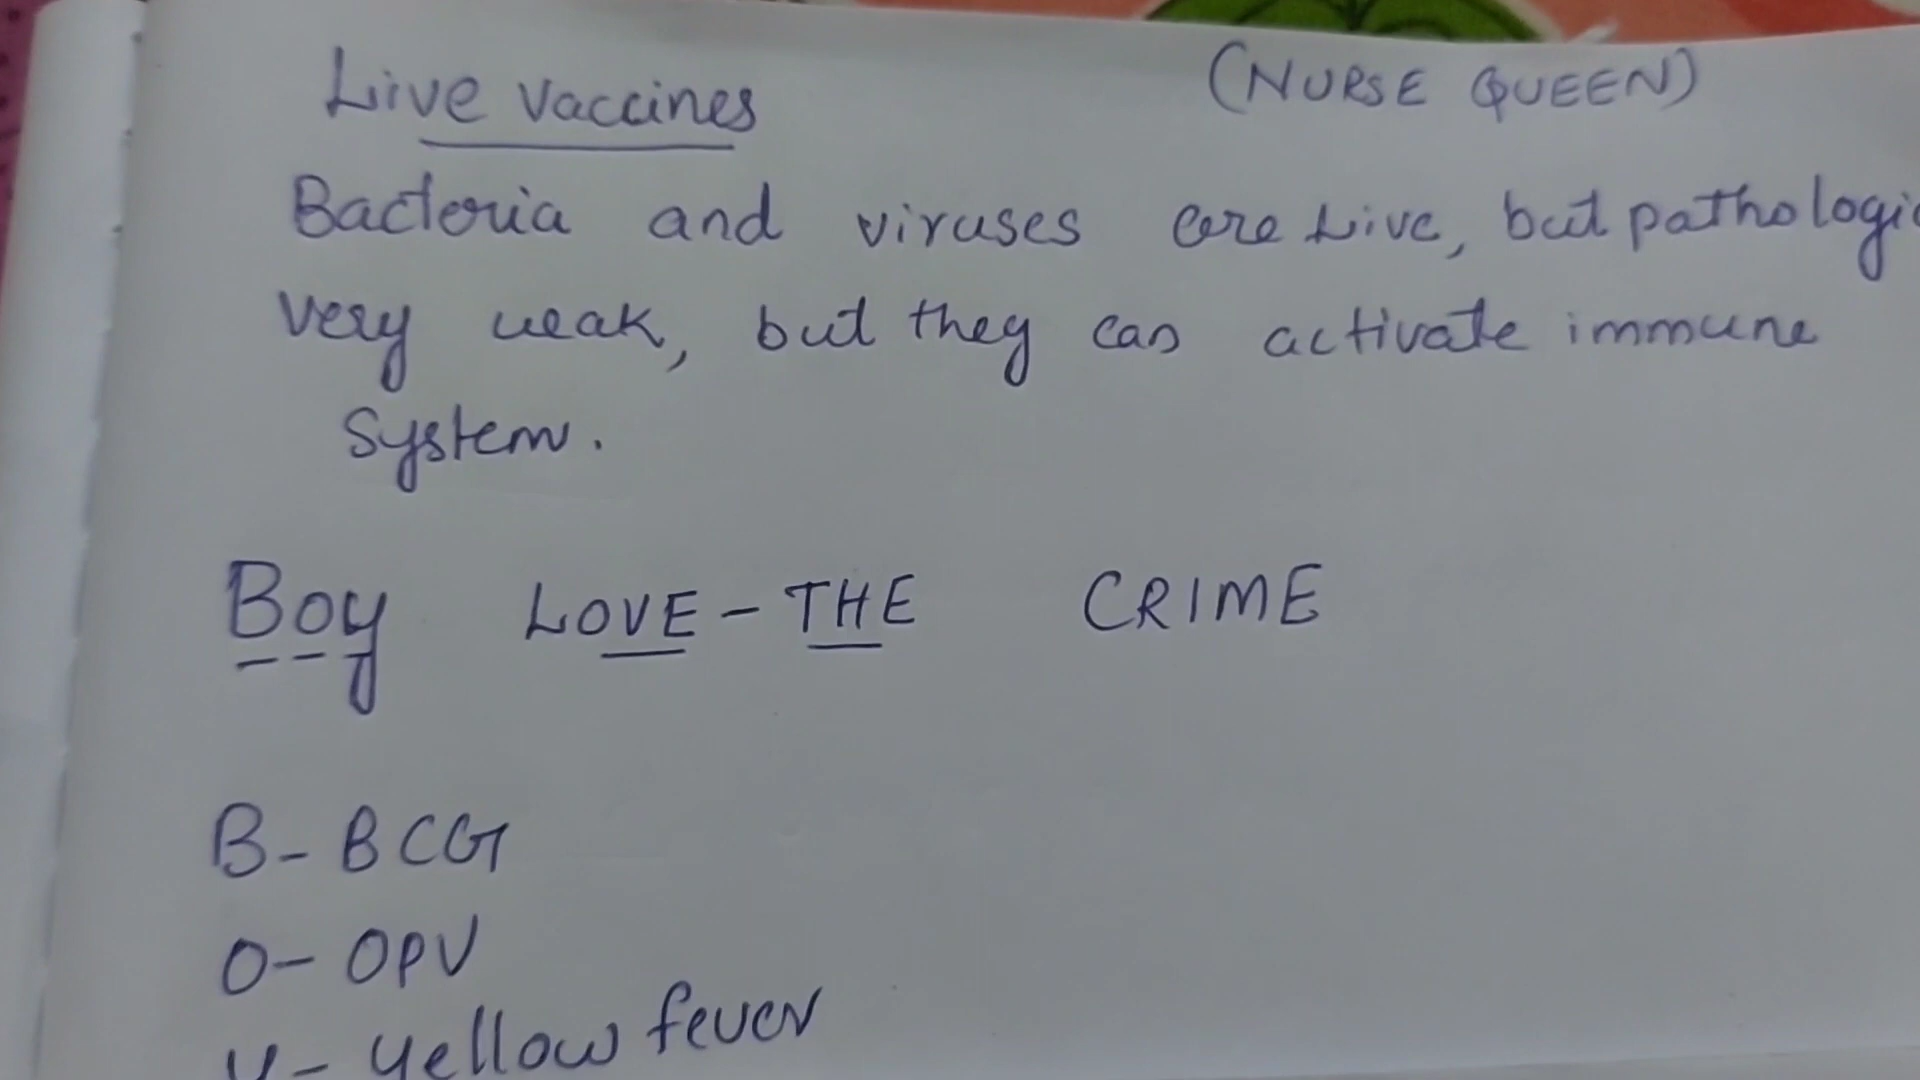 Live vaccines (NURSE QUEEN)
Bacteria and viruses are Live, but pathologic
very weak, but they can activate immune
System.
Boy LOVE - THE CRIME
B - BCG
O - OPV
Y - Yellow fever